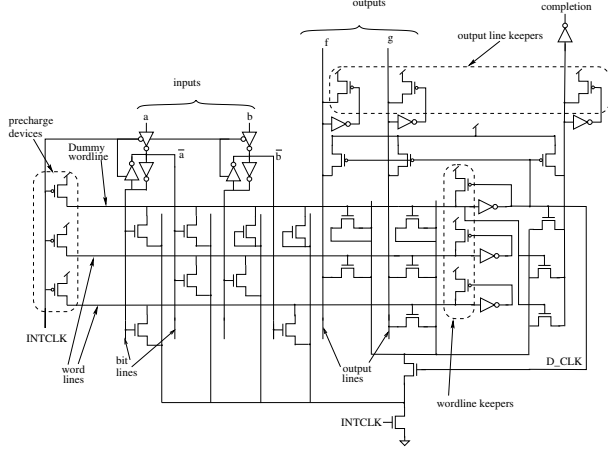 outputs
completion
f
g
output line keepers
inputs
a
b
precharge
devices
Dummy
wordline
a
b
INTCLK
word
lines
bit
lines
output
lines
D_CLK
wordline keepers
INTCLK